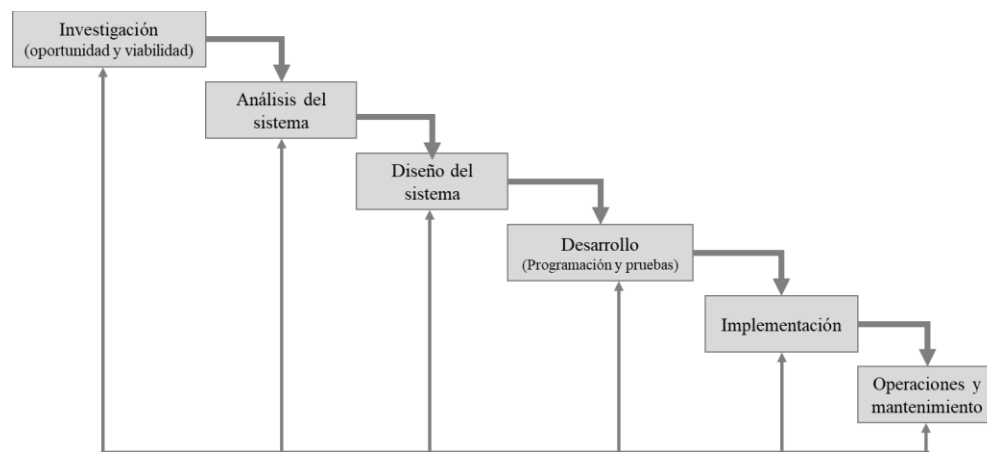 Investigación
(oportunidad y viabilidad)
Análisis del
sistema
Diseño del
sistema
Desarrollo
(Programación y pruebas)
Implementación
Operaciones y
mantenimiento